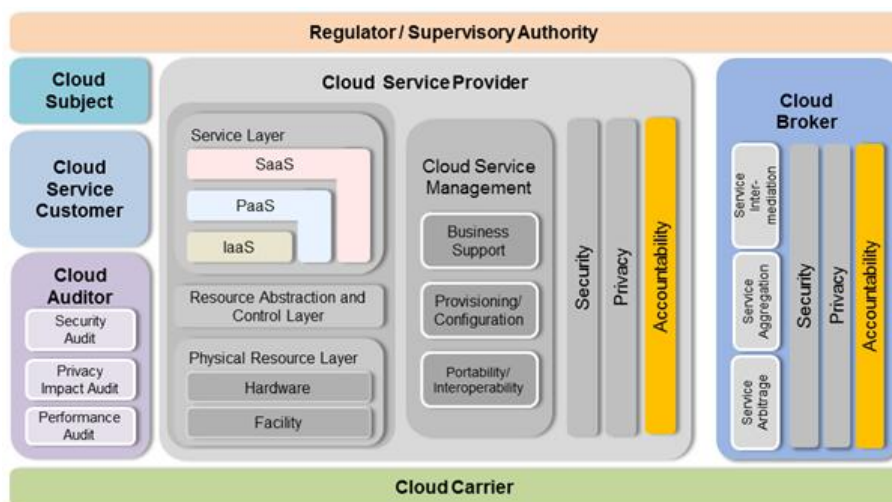 Regulator / Supervisory Authority
Cloud
Subject
Cloud
Service
Customer
Cloud
Auditor
Security
Audit
Privacy
Impact Audit
Performance
Audit
Cloud Service Provider
Service Layer
SaaS
PaaS
IaaS
Resource Abstraction and
Control Layer
Physical Resource Layer
Hardware
Facility
Cloud Service
Management
Business
Support
Provisioning/
Configuration
Portability/
Interoperability
Security
Privacy
Accountability
Cloud
Broker
Service
Inter-
mediation
Service
Aggregation
Service
Arbitrage
Security
Privacy
Accountability
Cloud Carrier